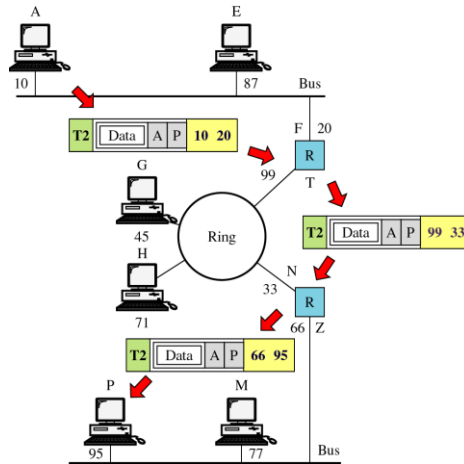 A E
10 87 Bus
T2 Data A P 10 20
F 20
R
G 99 T
45 Ring
T2 Data A P 99 33
H N
33 R
71 66 Z
T2 Data A P 66 95
P M
95 77 Bus